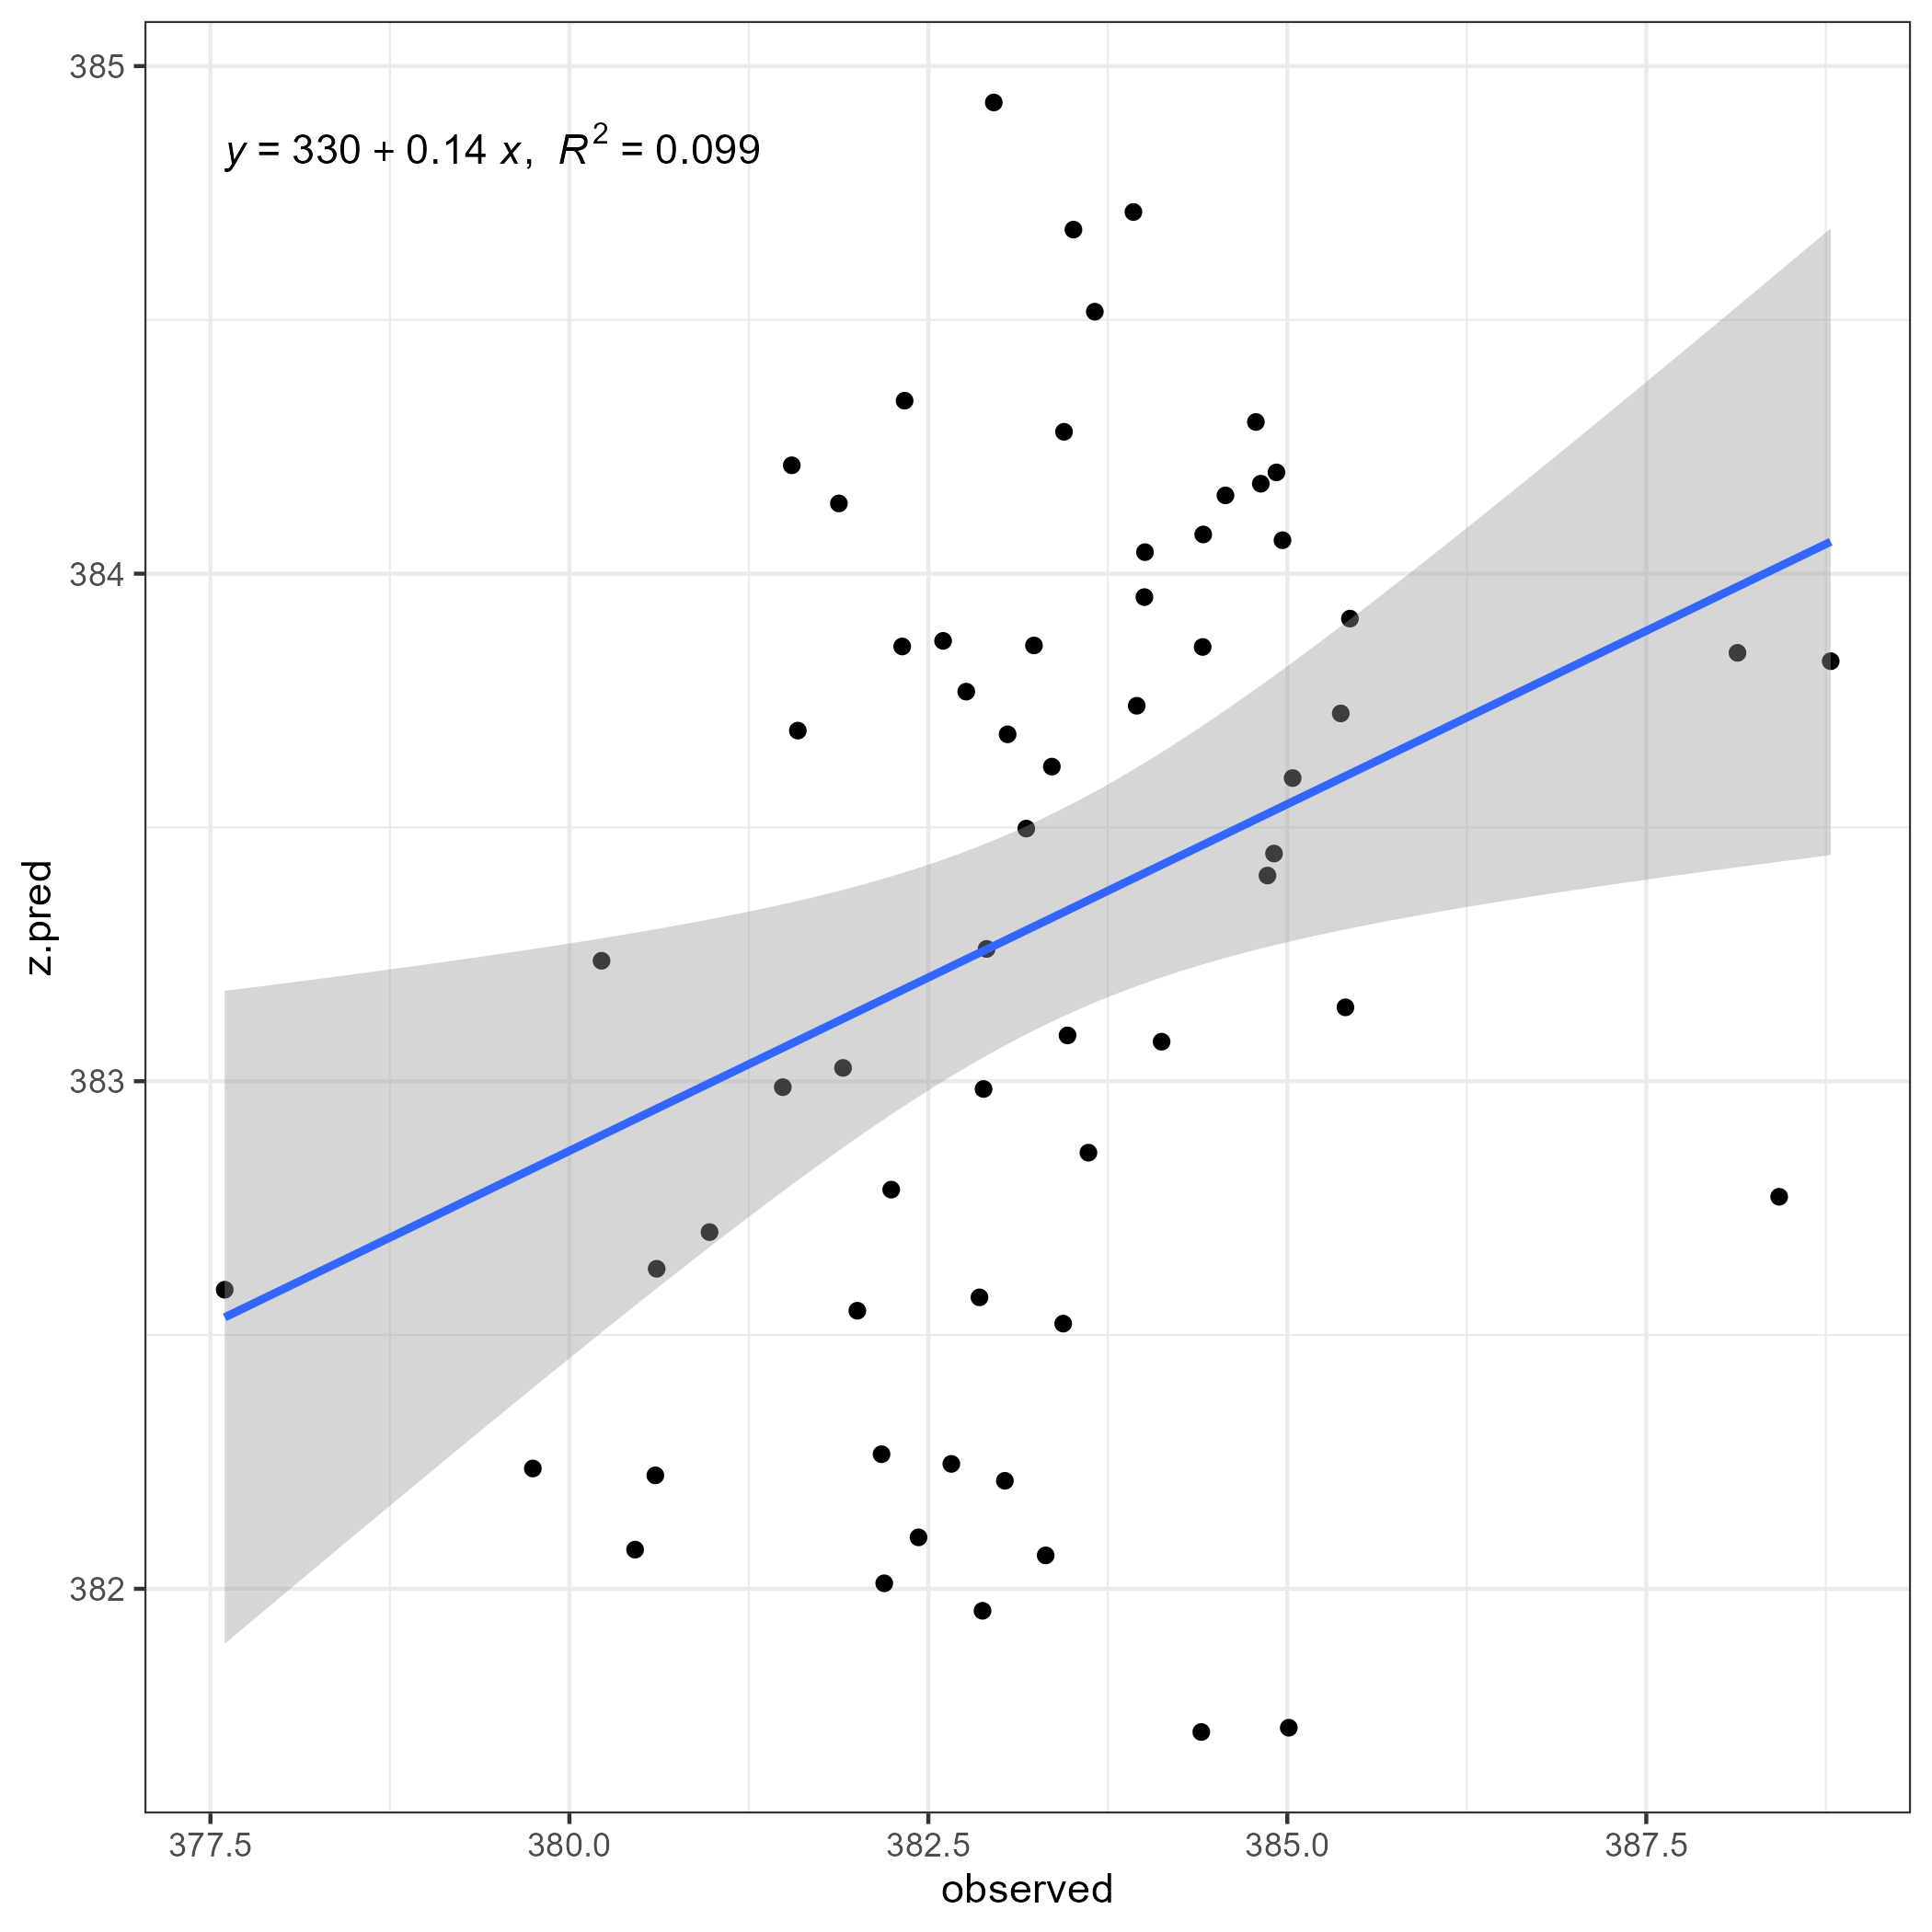 385
y = 330 + 0.14 x,  R² = 0.099
384
z.pred
383
382
377.5 380.0 382.5 385.0 387.5
observed